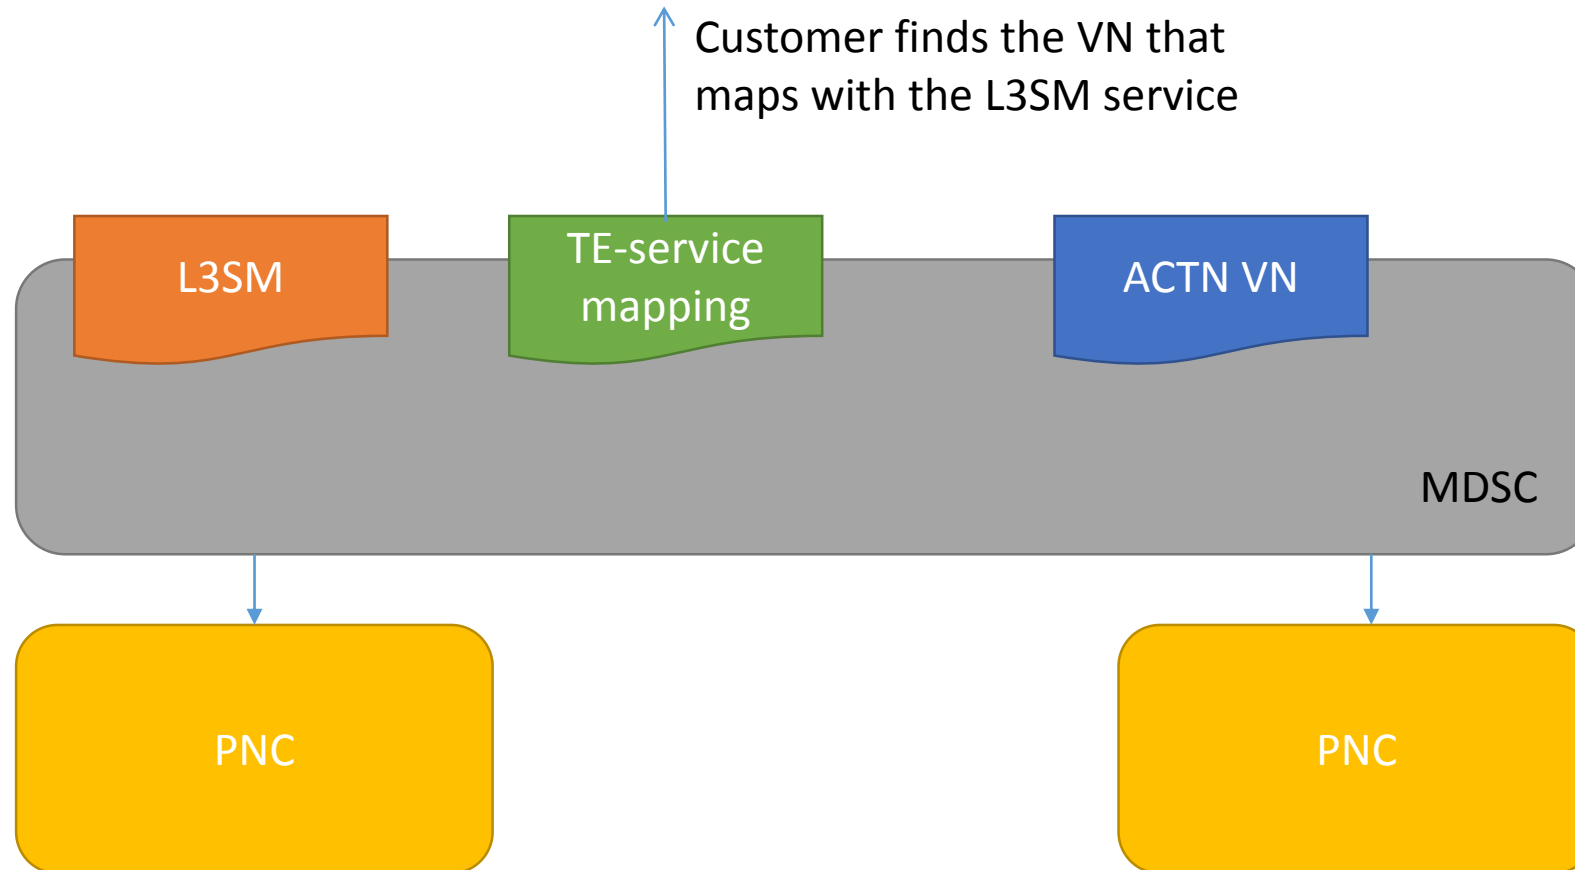 Customer finds the VN that
maps with the L3SM service
L3SM
TE-service
mapping
ACTN VN
MDSC
PNC
PNC